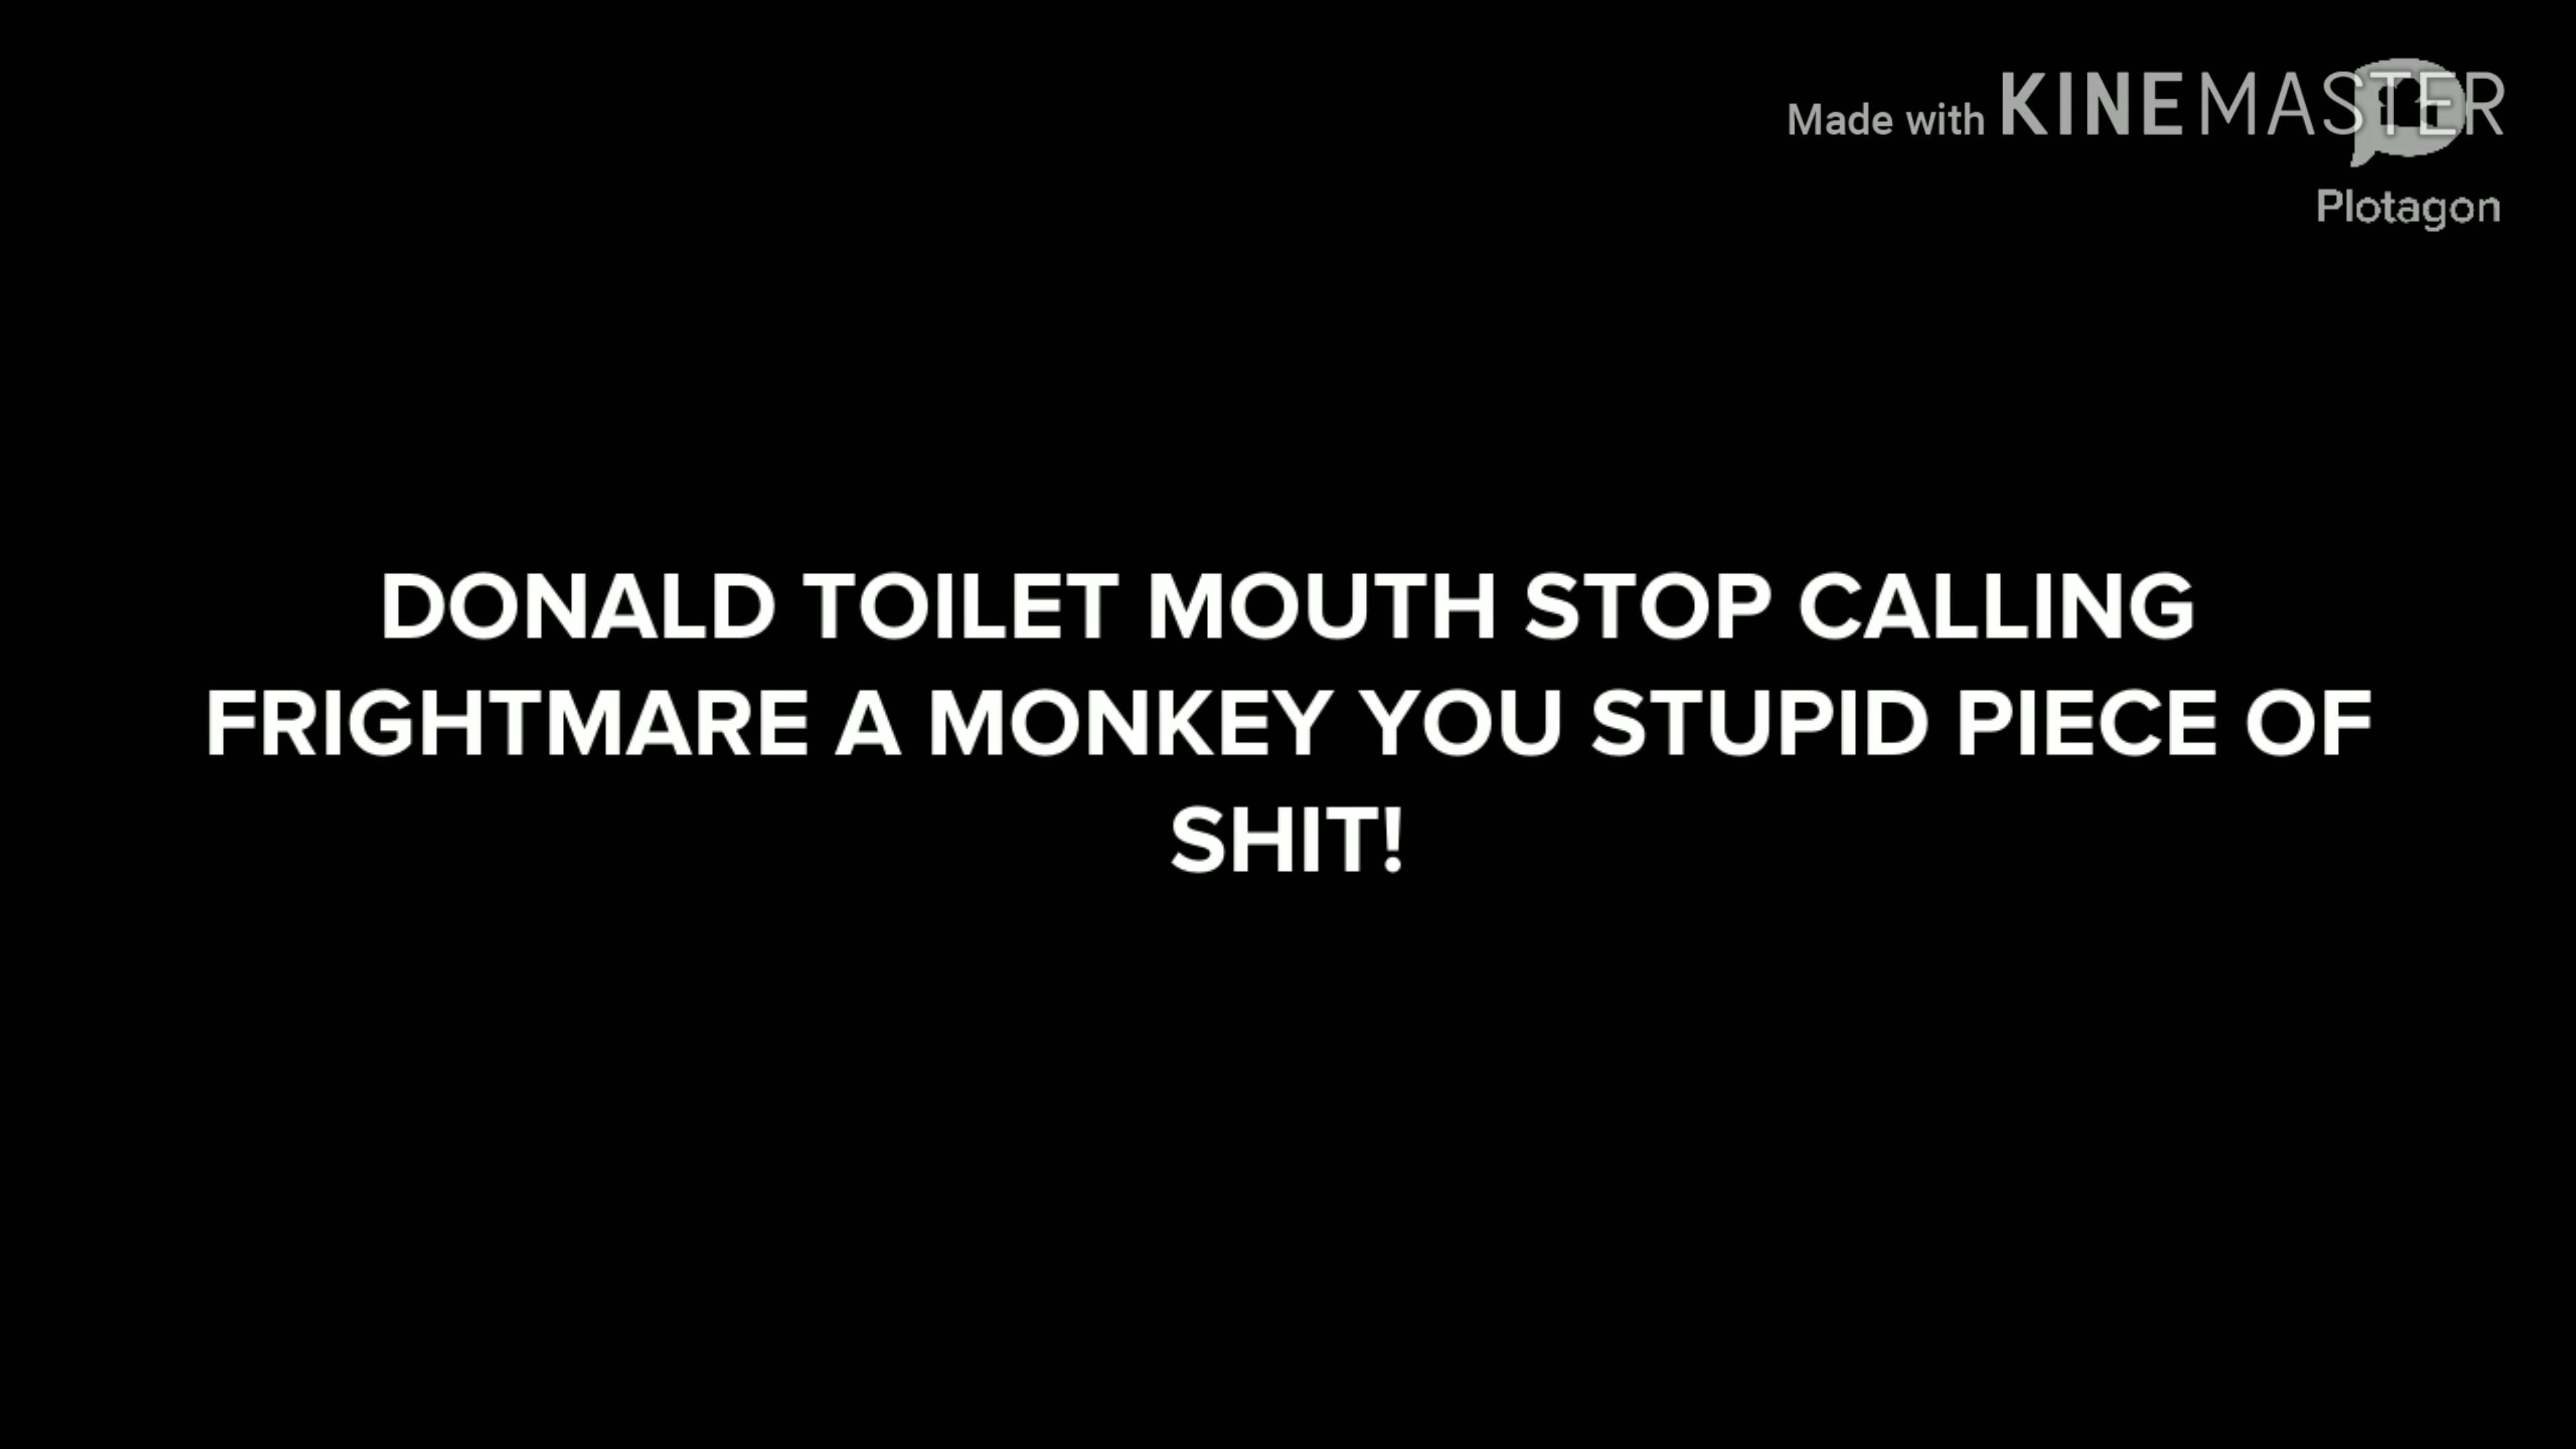 Made with KINEMASTER
Plotagon
DONALD TOILET MOUTH STOP CALLING
FRIGHTMARE A MONKEY YOU STUPID PIECE OF
SHIT!